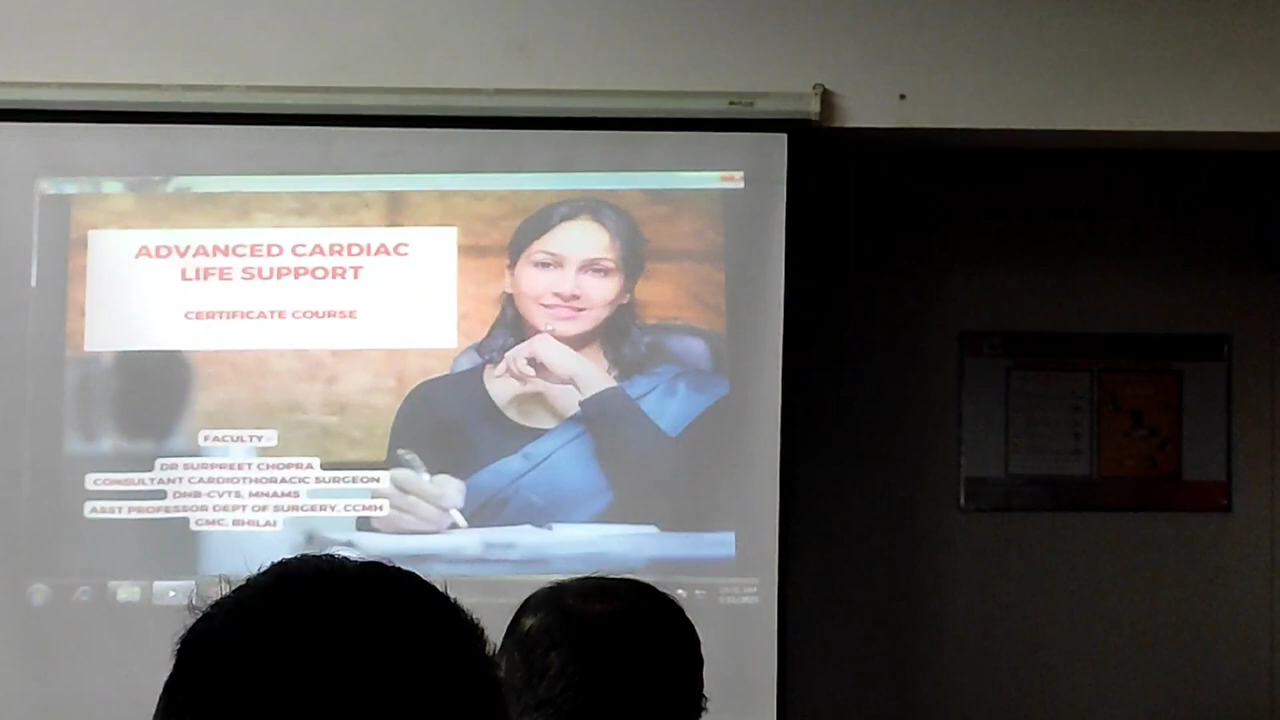 ADVANCED CARDIAC
LIFE SUPPORT
CERTIFICATE COURSE
FACULTY -
DR SURPREET CHOPRA
CONSULTANT CARDIOTHORACIC SURGEON
DNB-CVTS, MNAMS
ASST PROFESSOR DEPT OF SURGERY, CCMH
GMC, BHILAI